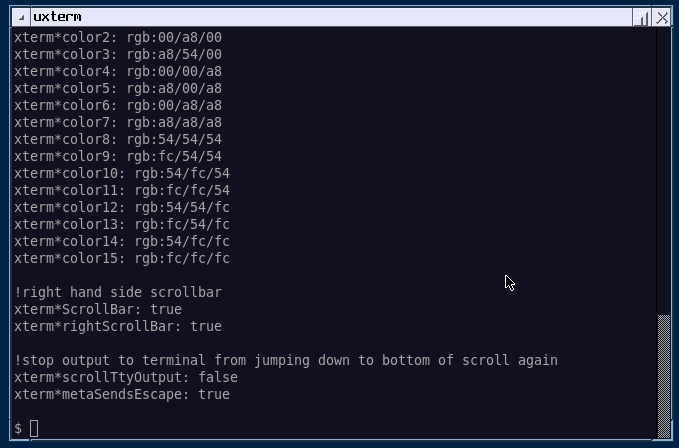 uxterm
xterm*color2: rgb:00/a8/00
xterm*color3: rgb:a8/54/00
xterm*color4: rgb:00/00/a8
xterm*color5: rgb:a8/00/a8
xterm*color6: rgb:00/a8/a8
xterm*color7: rgb:a8/a8/a8
xterm*color8: rgb:54/54/54
xterm*color9: rgb:fc/54/54
xterm*color10: rgb:54/fc/54
xterm*color11: rgb:fc/fc/54
xterm*color12: rgb:54/54/fc
xterm*color13: rgb:fc/54/fc
xterm*color14: rgb:54/fc/fc
xterm*color15: rgb:fc/fc/fc
!right hand side scrollbar
xterm*ScrollBar: true
xterm*rightScrollBar: true
!stop output to terminal from jumping down to bottom of scroll again
xterm*scrollTtyOutput: false
xterm*metaSendsEscape: true
$